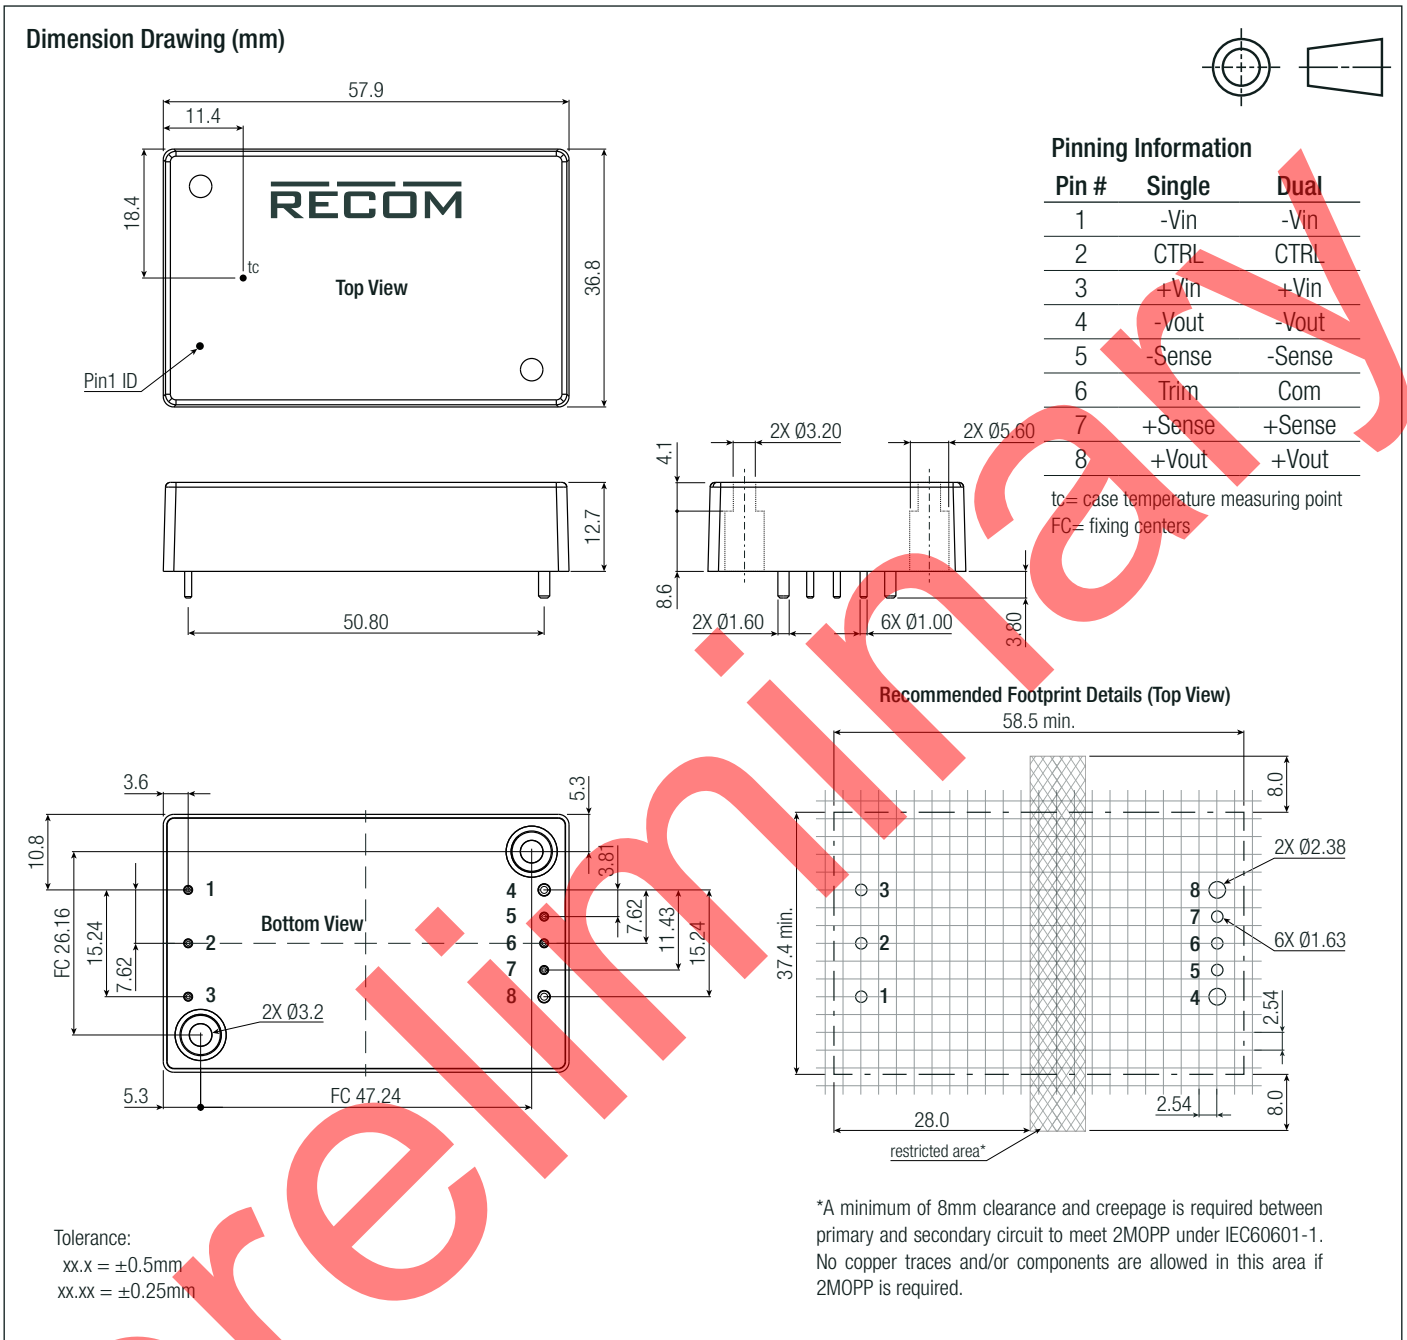 Dimension Drawing (mm)
57.9
11.4
18.4
RECOM
tc
Top View
36.8
Pin1 ID
Pinning Information
Pin # Single Dual
1 -Vin -Vin
2 CTRL CTRL
3 +Vin +Vin
4 -Vout -Vout
5 -Sense -Sense
6 Trim Com
7 +Sense +Sense
8 +Vout +Vout
tc= case temperature measuring point
FC= fixing centers
12.7
50.80
4.1
2X Ø3.20
2X Ø5.60
8.6
2X Ø1.60
6X Ø1.00
3.80
3.6
5.3
10.8
3.81
1
4
Bottom View
5
FC 26.16
15.24
7.62
2
6
7.62
11.43
15.24
7
3
8
2X Ø3.2
5.3
FC 47.24
Recommended Footprint Details (Top View)
58.5 min.
8.0
2X Ø2.38
3
8
7
37.4 min.
2
6
6X Ø1.63
5
1
4
2.54
2.54
8.0
28.0
restricted area*
Tolerance:
xx.x = ±0.5mm
xx.xx = ±0.25mm
*A minimum of 8mm clearance and creepage is required between
primary and secondary circuit to meet 2MOPP under IEC60601-1.
No copper traces and/or components are allowed in this area if
2MOPP is required.
reliminary